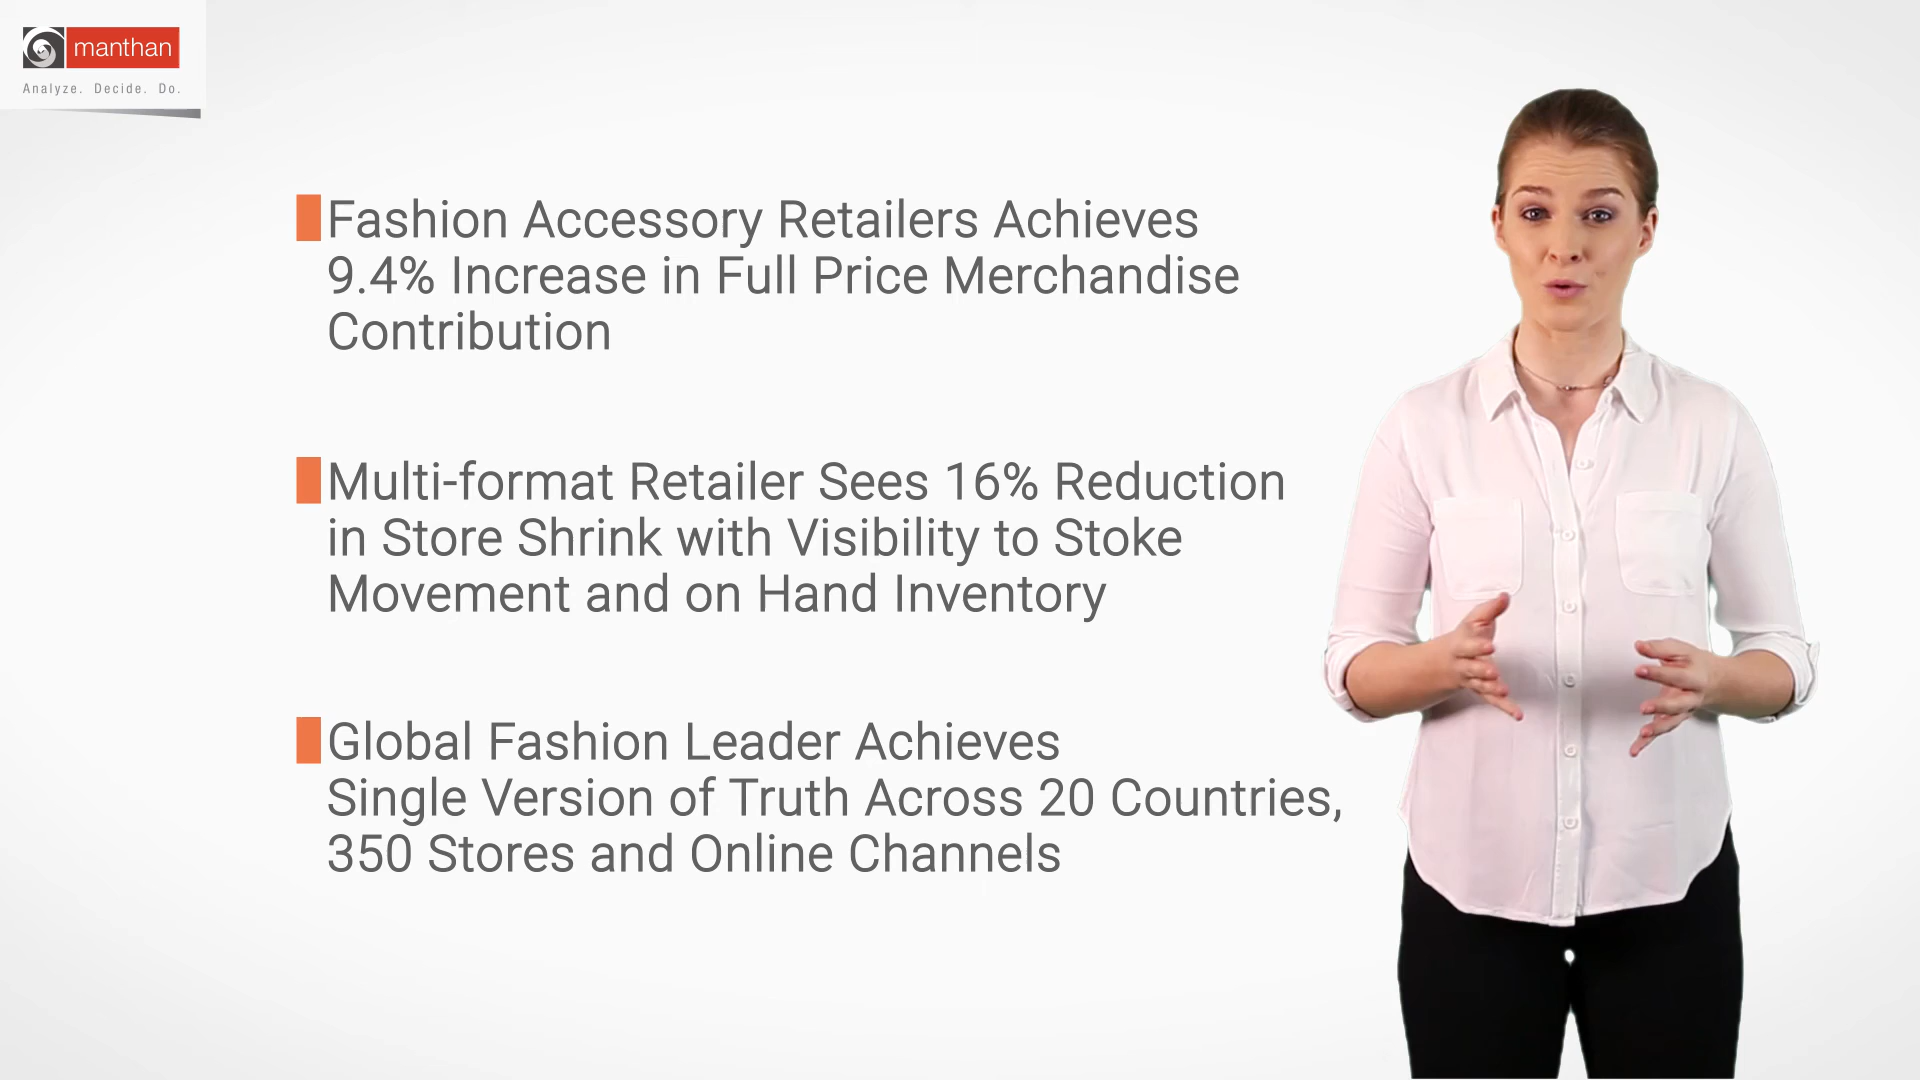 manthan
Analyze. Decide. Do.
Fashion Accessory Retailers Achieves
9.4% Increase in Full Price Merchandise
Contribution
Multi-format Retailer Sees 16% Reduction
in Store Shrink with Visibility to Stoke
Movement and on Hand Inventory
Global Fashion Leader Achieves
Single Version of Truth Across 20 Countries,
350 Stores and Online Channels